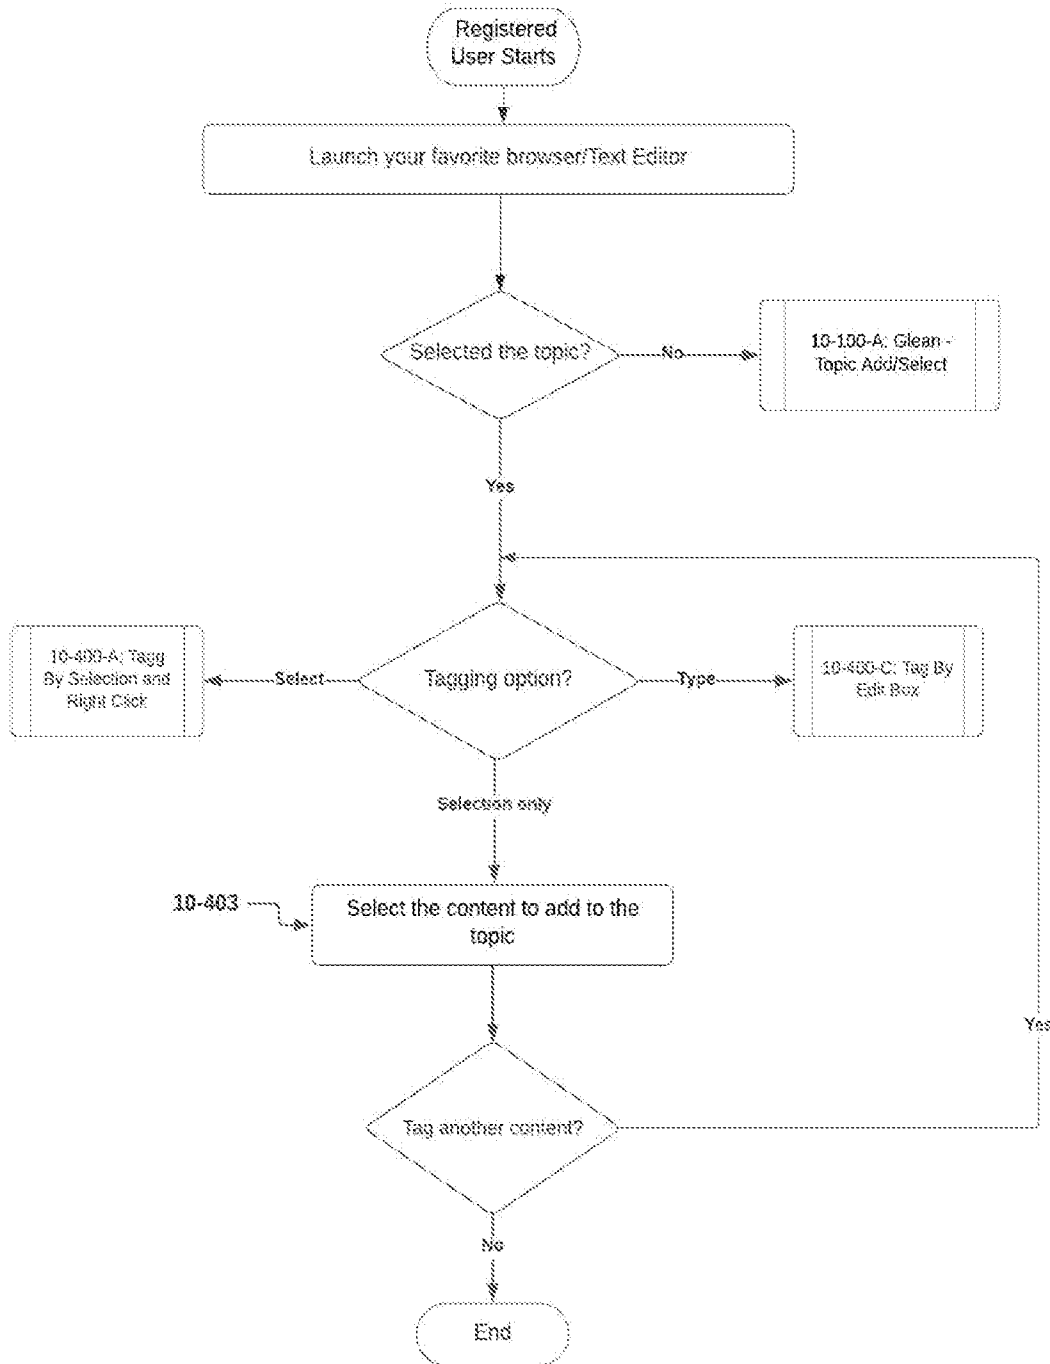 Registered
User Starts
Launch your favorite browser/Text Editor
Selected the topic?
No
10-100-A: Glean -
Topic Add/Select
Yes
10-400-A: Tagg
By Selection and
Right Click
Select
Tagging option?
Type
10-400-C: Tag By
Edit Box
Selection only
10-403
Select the content to add to the
topic
Yes
Tag another content?
No
End